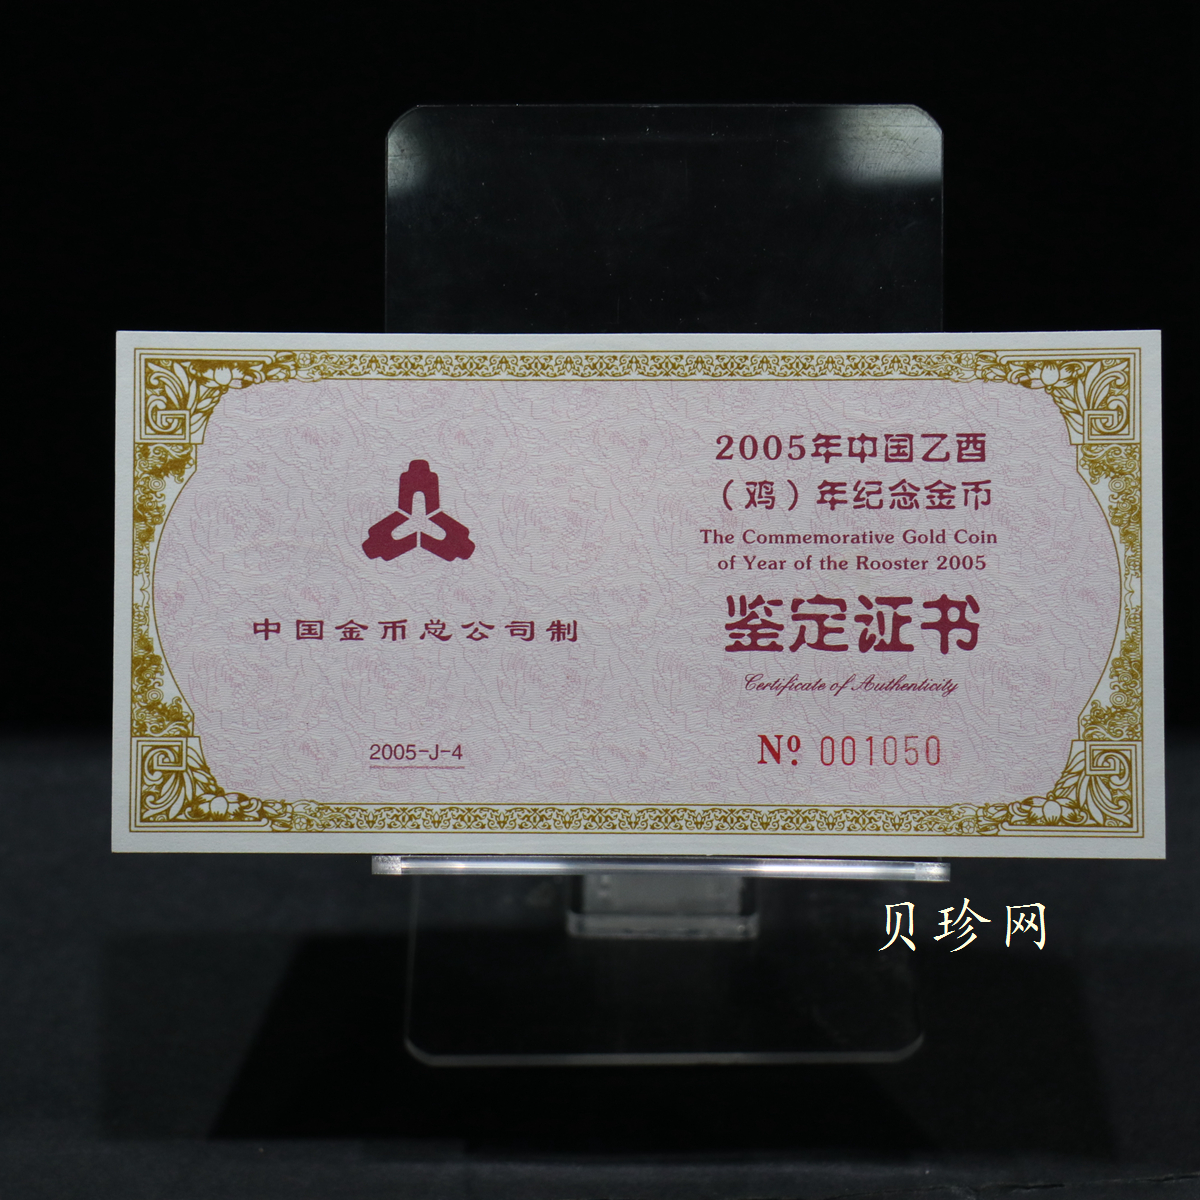 中国金币总公司制
2005-J-4
2005年中国乙酉
（鸡）年纪念金币
The Commemorative Gold Coin
of Year of the Rooster 2005
鉴定证书
Certificate of Authenticity
Nº. 001050
贝珍网